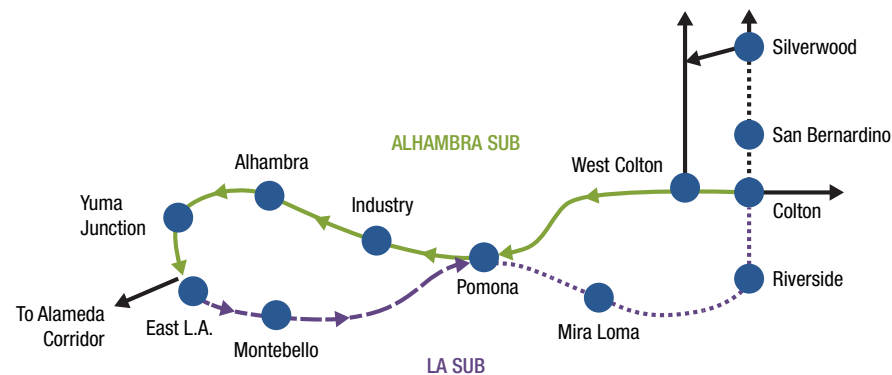 Silverwood
San Bernardino
ALHAMBRA SUB
West Colton
Alhambra
Yuma
Junction
Industry
Colton
Pomona
Riverside
To Alameda
Corridor
East L.A.
Montebello
Mira Loma
LA SUB